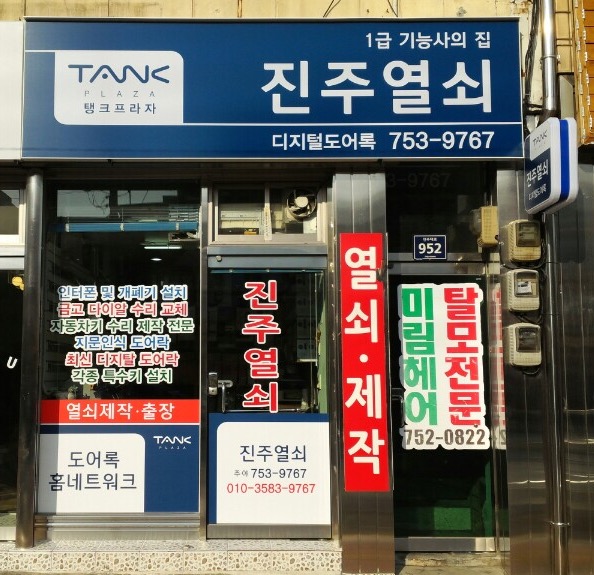 TANK
PLAZA
탱크프라자
1급 기능사의 집
진주열쇠
디지털도어록 753-9767
TANK
진주열쇠
952
인터폰 및 개폐기 설치
금고 다이알 수리 교체
자동차키 수리 제작 전문
지문인식 도어락
최신 디지탈 도어락
각종 특수키 설치
열쇠제작·출장
TANK
PLAZA
도어록
홈네트워크
진주열쇠
진주열쇠
주야 753-9767
010-3583-9767
열쇠·제작
탈모전문
미림헤어
752-0822